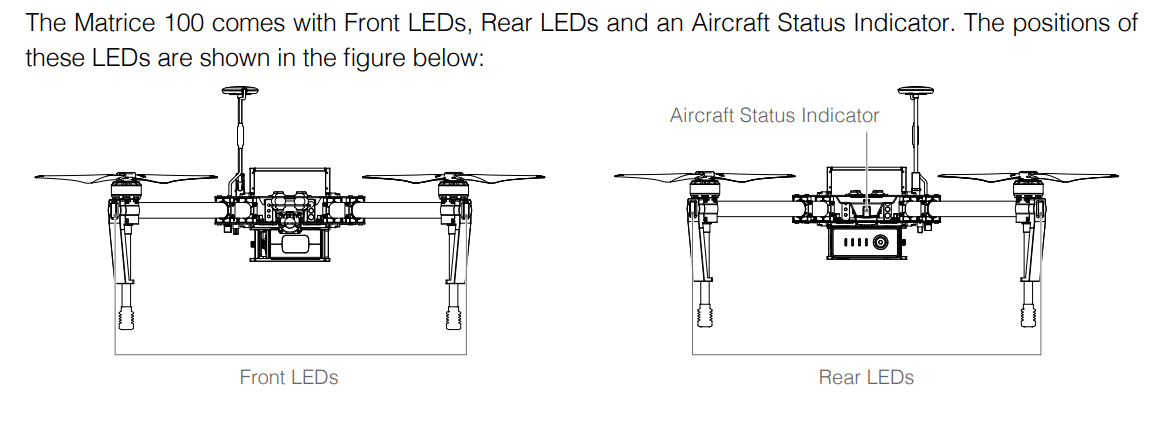 The Matrice 100 comes with Front LEDs, Rear LEDs and an Aircraft Status Indicator. The positions of
these LEDs are shown in the figure below:
Aircraft Status Indicator
Front LEDs
Rear LEDs